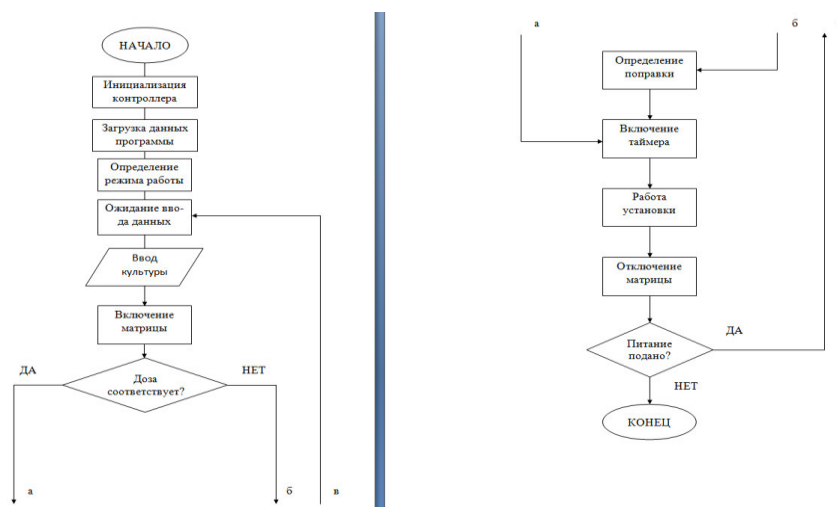 НАЧАЛО
Инициализация
контроллера
Загрузка данных
программы
Определение
режима работы
Ожидание вво-
да данных
Ввод
культуры
Включение
матрицы
Доза
соответствует?
ДА
НЕТ
а
б
в
а
б
Определение
поправки
Включение
таймера
Работа
установки
Отключение
матрицы
Питание
подано?
ДА
НЕТ
КОНЕЦ